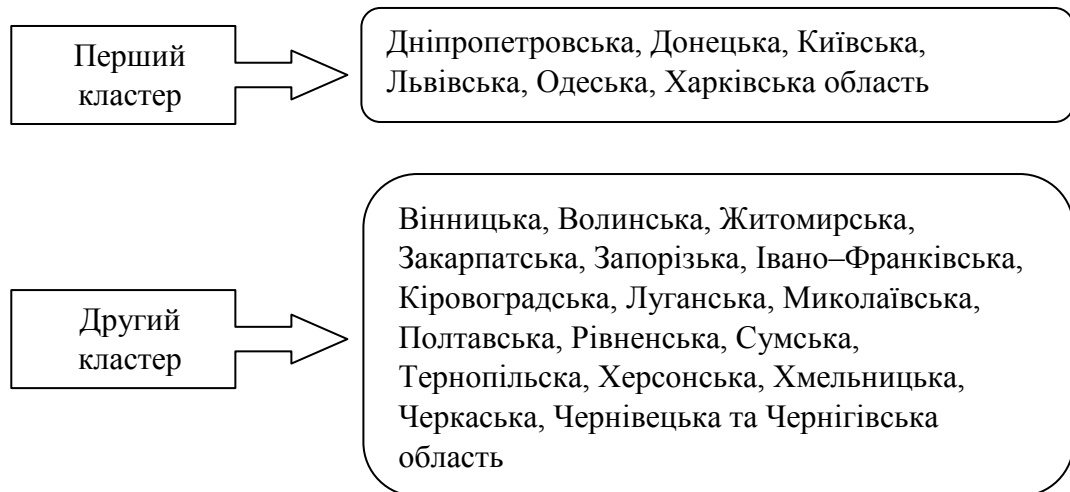 Перший
кластер
Дніпропетровська, Донецька, Київська,
Львівська, Одеська, Харківська область
Другий
кластер
Вінницька, Волинська, Житомирська,
Закарпатська, Запорізька, Івано–Франківська,
Кіровоградська, Луганська, Миколаївська,
Полтавська, Рівненська, Сумська,
Тернопільска, Херсонська, Хмельницька,
Черкаська, Чернівецька та Чернігівська
область